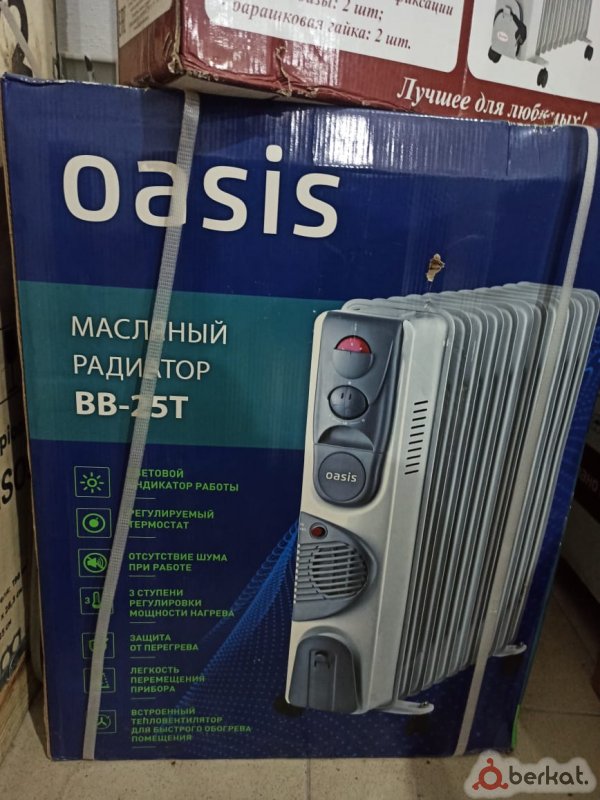 базы: 2 шт;
барашковая гайка: 2 шт.
Лучшее для любимых!
oasis
МАСЛЯНЫЙ
РАДИАТОР
BB-25T
СВЕТОВОЙ
ИНДИКАТОР РАБОТЫ
РЕГУЛИРУЕМЫЙ
ТЕРМОСТАТ
ОТСУТСТВИЕ ШУМА
ПРИ РАБОТЕ
3 СТУПЕНИ
РЕГУЛИРОВКИ
МОЩНОСТИ НАГРЕВА
ЗАЩИТА
ОТ ПЕРЕГРЕВА
ЛЕГКОСТЬ
ПЕРЕМЕЩЕНИЯ
ПРИБОРА
ВСТРОЕННЫЙ
ТЕПЛОВЕНТИЛЯТОР
ДЛЯ БЫСТРОГО ОБОГРЕВА
ПОМЕЩЕНИЯ
3
oasis
berkat.